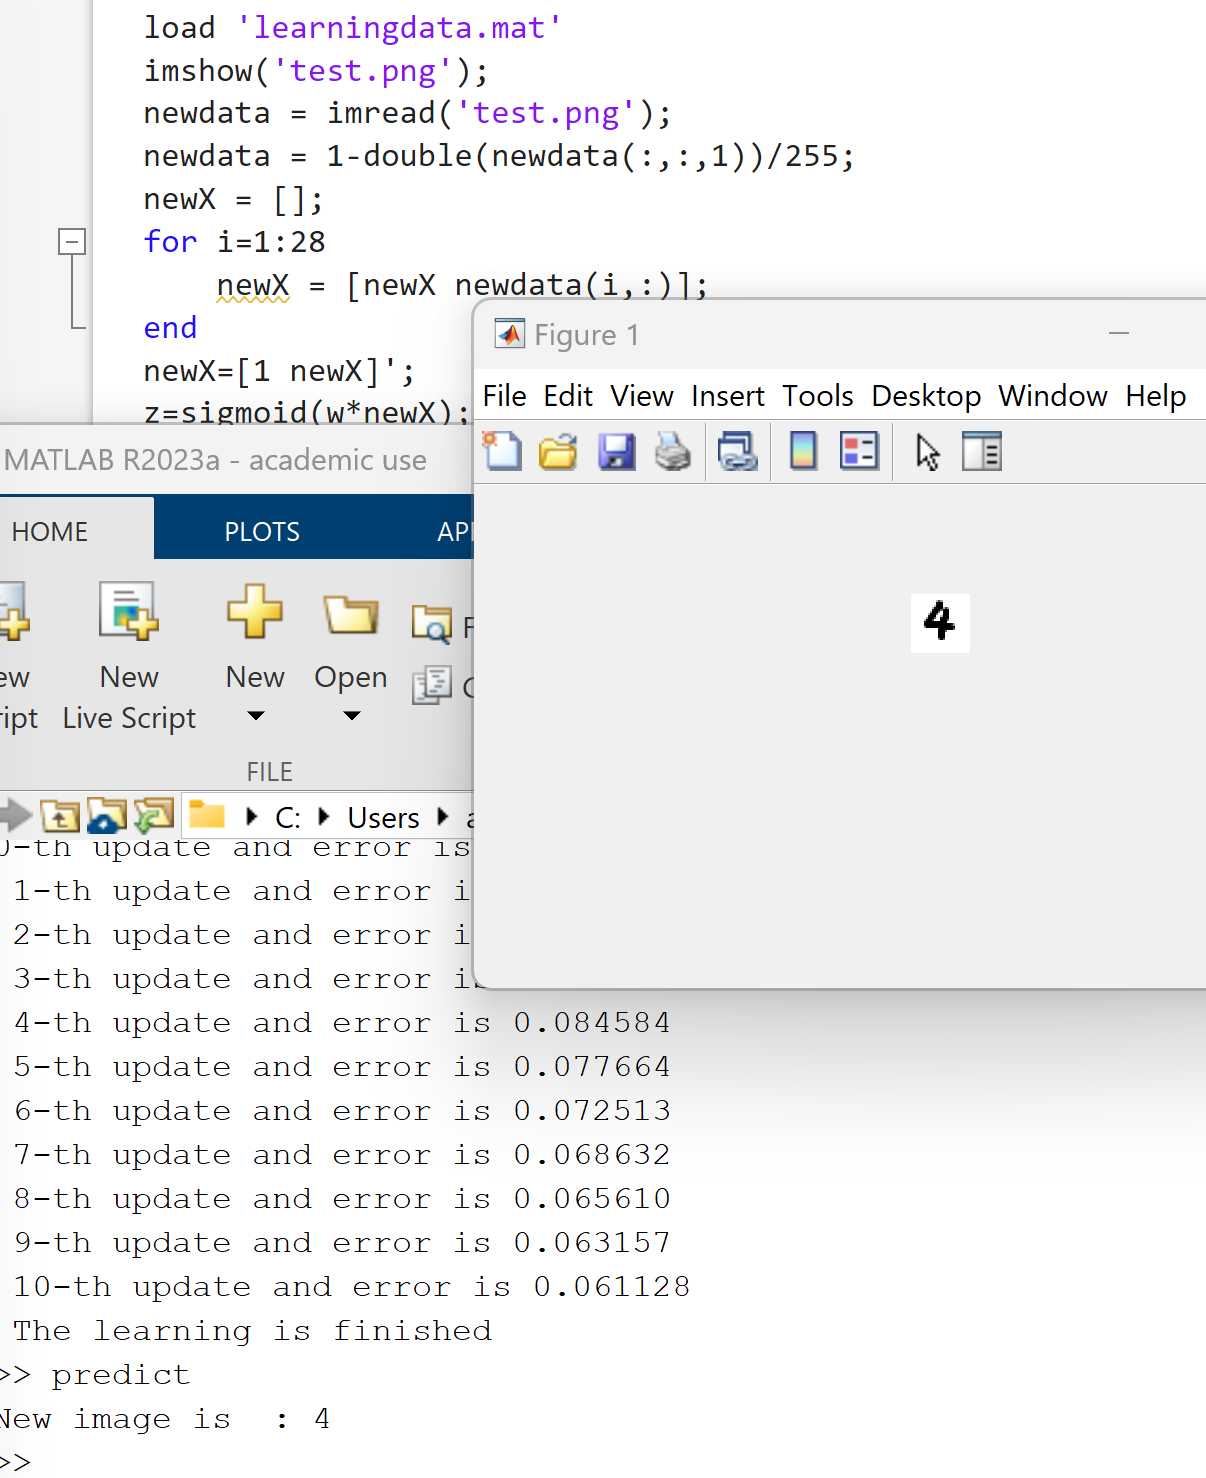 load 'learningdata.mat'
imshow('test.png');
newdata = imread('test.png');
newdata = 1-double(newdata(:,:,1))/255;
newX = [];
for i=1:28
newX = [newX newdata(i,:)];
end
newX=[1 newX]';
z=sigmoid(w*newX);
Figure 1
File Edit View Insert Tools Desktop Window Help
4
MATLAB R2023a - academic use
HOME PLOTS
New
Live Script
New
Open
FILE
C: Users
-th update and error is
1-th update and error
2-th update and error
3-th update and error is
4-th update and error is 0.084584
5-th update and error is 0.077664
6-th update and error is 0.072513
7-th update and error is 0.068632
8-th update and error is 0.065610
9-th update and error is 0.063157
10-th update and error is 0.061128
The learning is finished
>> predict
New image is : 4
>>